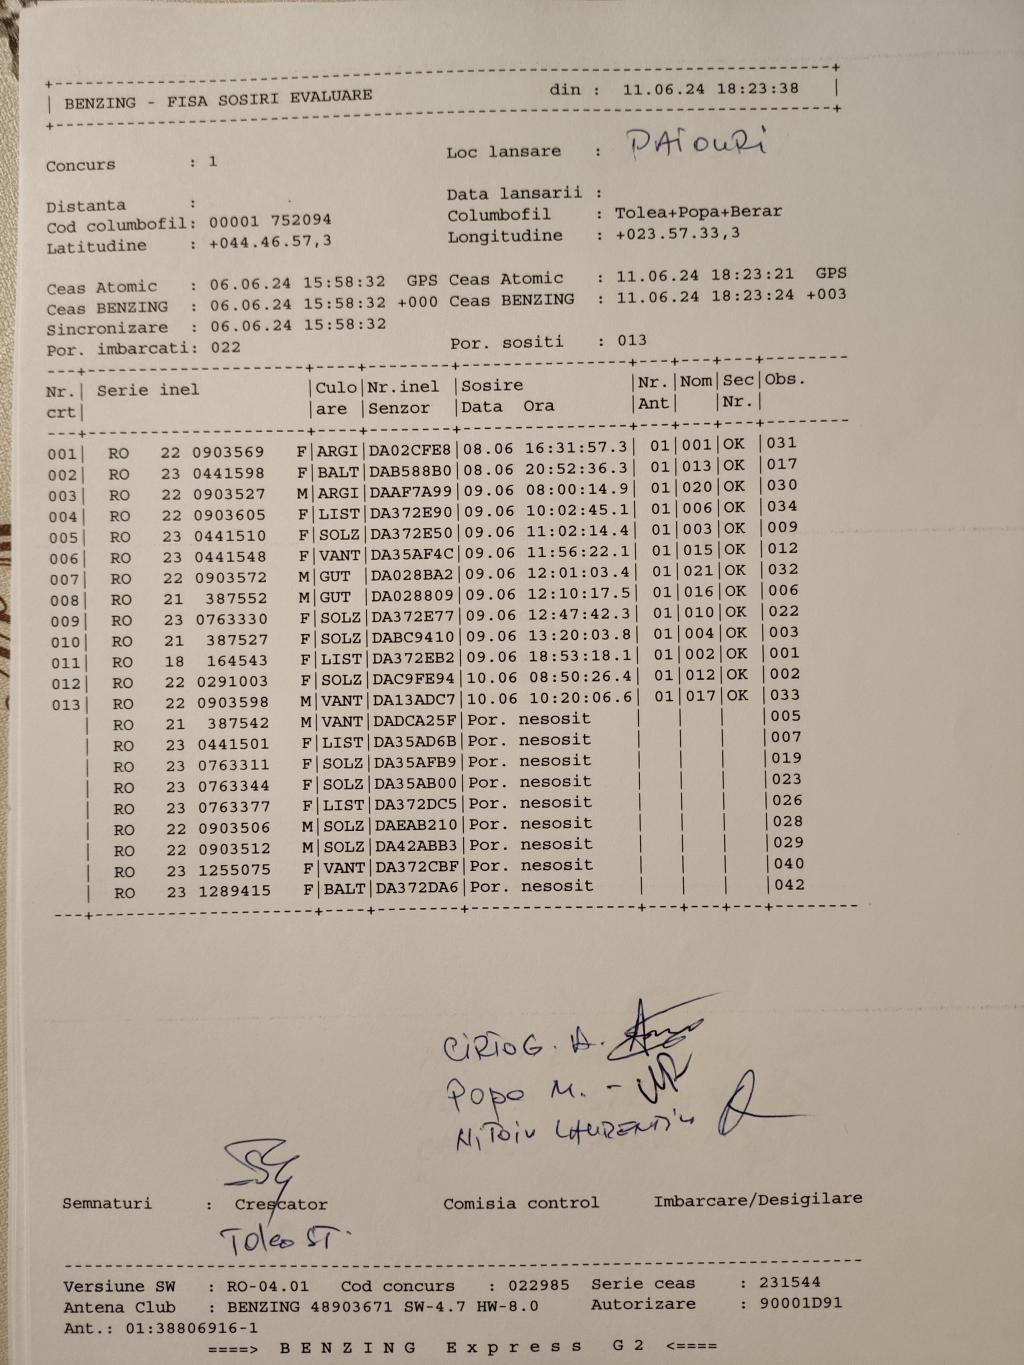 BENZING - FISA SOSIRI EVALUARE din : 11.06.24 18:23:38
Concurs : 1 Loc lansare :
Distanta : Data lansarii :
Cod columbofil: 00001 752094 Columbofil : Tolea+Popa+Berar
Latitudine : +044.46.57,3 Longitudine : +023.57.33,3
Ceas Atomic : 06.06.24 15:58:32 GPS Ceas Atomic : 11.06.24 18:23:21 GPS
Ceas BENZING : 06.06.24 15:58:32 +000 Ceas BENZING : 11.06.24 18:23:24 +003
Sincronizare : 06.06.24 15:58:32
Por. imbarcati: 022 Por. sositi : 013
Nr.| Serie inel |Culo|Nr.inel |Sosire |Nr.|Nom|Sec|Obs.
crt| |are |Senzor |Data Ora |Ant| |Nr.|
001| RO 22 0903569 F|ARGI|DA02CFE8|08.06 16:31:57.3| 01|001|OK |031
002| RO 23 0441598 F|BALT|DAB588B0|08.06 20:52:36.3| 01|013|OK |017
003| RO 22 0903527 M|ARGI|DAAF7A99|09.06 08:00:14.9| 01|020|OK |030
004| RO 22 0903605 F|LIST|DA372E90|09.06 10:02:45.1| 01|006|OK |034
005| RO 23 0441510 F|SOLZ|DA372E50|09.06 11:02:14.4| 01|003|OK |009
006| RO 23 0441548 F|VANT|DA35AF4C|09.06 11:56:22.1| 01|015|OK |012
007| RO 22 0903572 M|GUT |DA028BA2|09.06 12:01:03.4| 01|021|OK |032
008| RO 21 387552 M|GUT |DA028809|09.06 12:10:17.5| 01|016|OK |006
009| RO 23 0763330 F|SOLZ|DA372E77|09.06 12:47:42.3| 01|010|OK |022
010| RO 21 387527 F|SOLZ|DABC9410|09.06 13:20:03.8| 01|004|OK |003
011| RO 18 164543 F|LIST|DA372EB2|09.06 18:53:18.1| 01|002|OK |001
012| RO 22 0291003 F|SOLZ|DAC9FE94|10.06 08:50:26.4| 01|012|OK |002
013| RO 22 0903598 M|VANT|DA13ADC7|10.06 10:20:06.6| 01|017|OK |033
| RO 21 387542 M|VANT|DADCA25F|Por. nesosit | | | |005
| RO 23 0441501 F|LIST|DA35AD6B|Por. nesosit | | | |007
| RO 23 0763311 F|SOLZ|DA35AFB9|Por. nesosit | | | |019
| RO 23 0763344 F|SOLZ|DA35AB00|Por. nesosit | | | |023
| RO 23 0763377 F|LIST|DA372DC5|Por. nesosit | | | |026
| RO 22 0903506 M|SOLZ|DAEAB210|Por. nesosit | | | |028
| RO 22 0903512 M|SOLZ|DA42ABB3|Por. nesosit | | | |029
| RO 23 1255075 F|VANT|DA372CBF|Por. nesosit | | | |040
| RO 23 1289415 F|BALT|DA372DA6|Por. nesosit | | | |042
Popa M. -
Semnaturi : Crescator Comisia control Imbarcare/Desigilare
Versiune SW : RO-04.01 Cod concurs : 022985 Serie ceas : 231544
Antena Club : BENZING 48903671 SW-4.7 HW-8.0 Autorizare : 90001D91
Ant.: 01:38806916-1
====> B E N Z I N G E x p r e s s G 2 <====